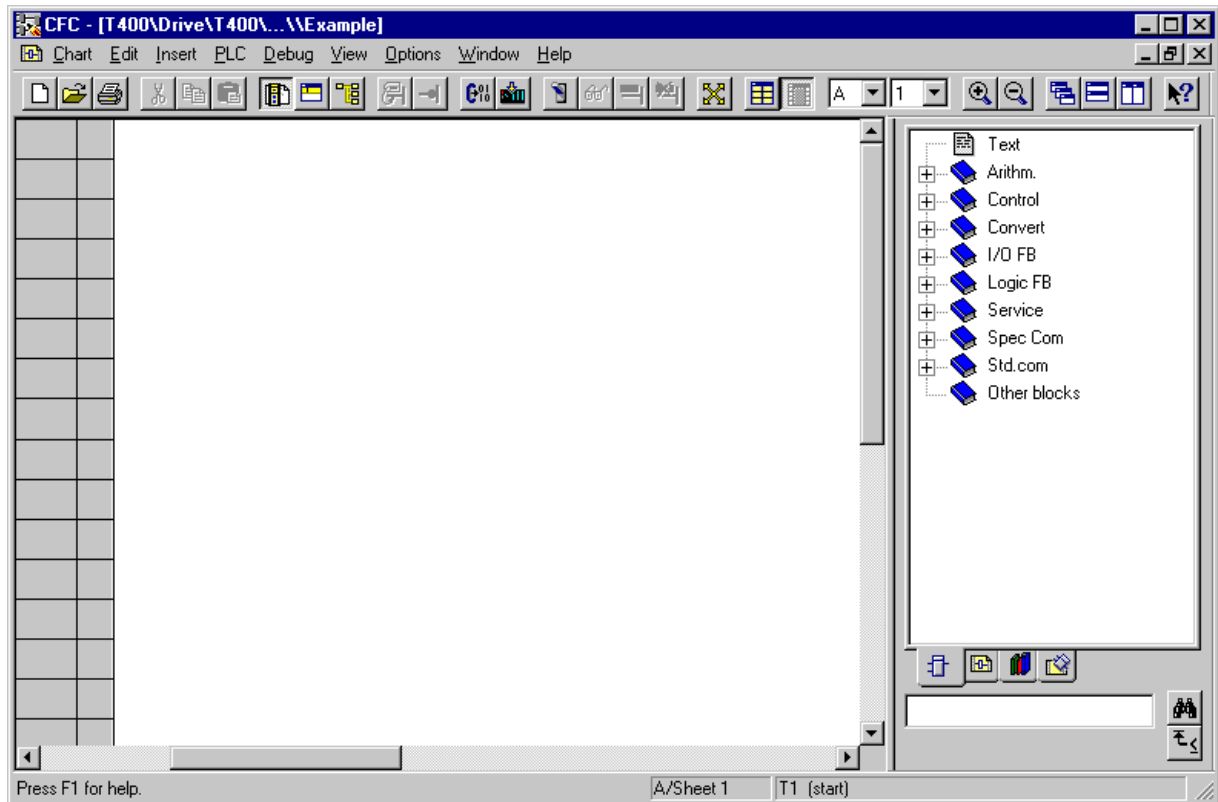 CFC - [T400\Drive\T400\...\\Example]
Chart Edit Insert PLC Debug View Options Window Help
A 1
Text
Arithm.
Control
Convert
I/O FB
Logic FB
Service
Spec Com
Std.com
Other blocks
Press F1 for help. A/Sheet 1 T1 (start)